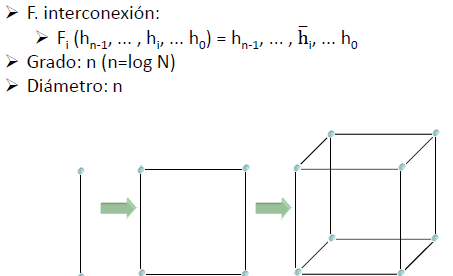 ➢ F. interconexión:
➢ Fᵢ (hₙ₋₁, ... , hᵢ, ... h₀) = hₙ₋₁, ... , h̅ᵢ, ... h₀
➢ Grado: n (n=log N)
➢ Diámetro: n